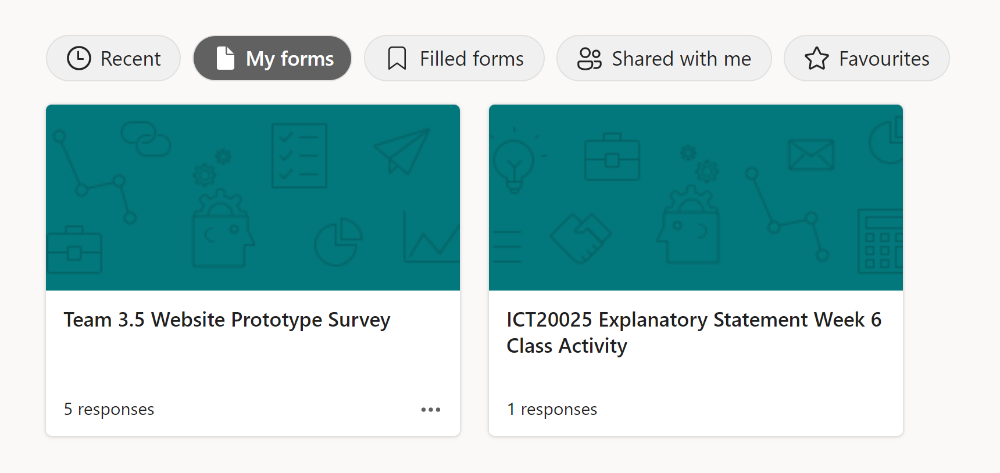 Recent
My forms
Filled forms
Shared with me
Favourites
Team 3.5 Website Prototype Survey
5 responses
ICT20025 Explanatory Statement Week 6
Class Activity
1 responses